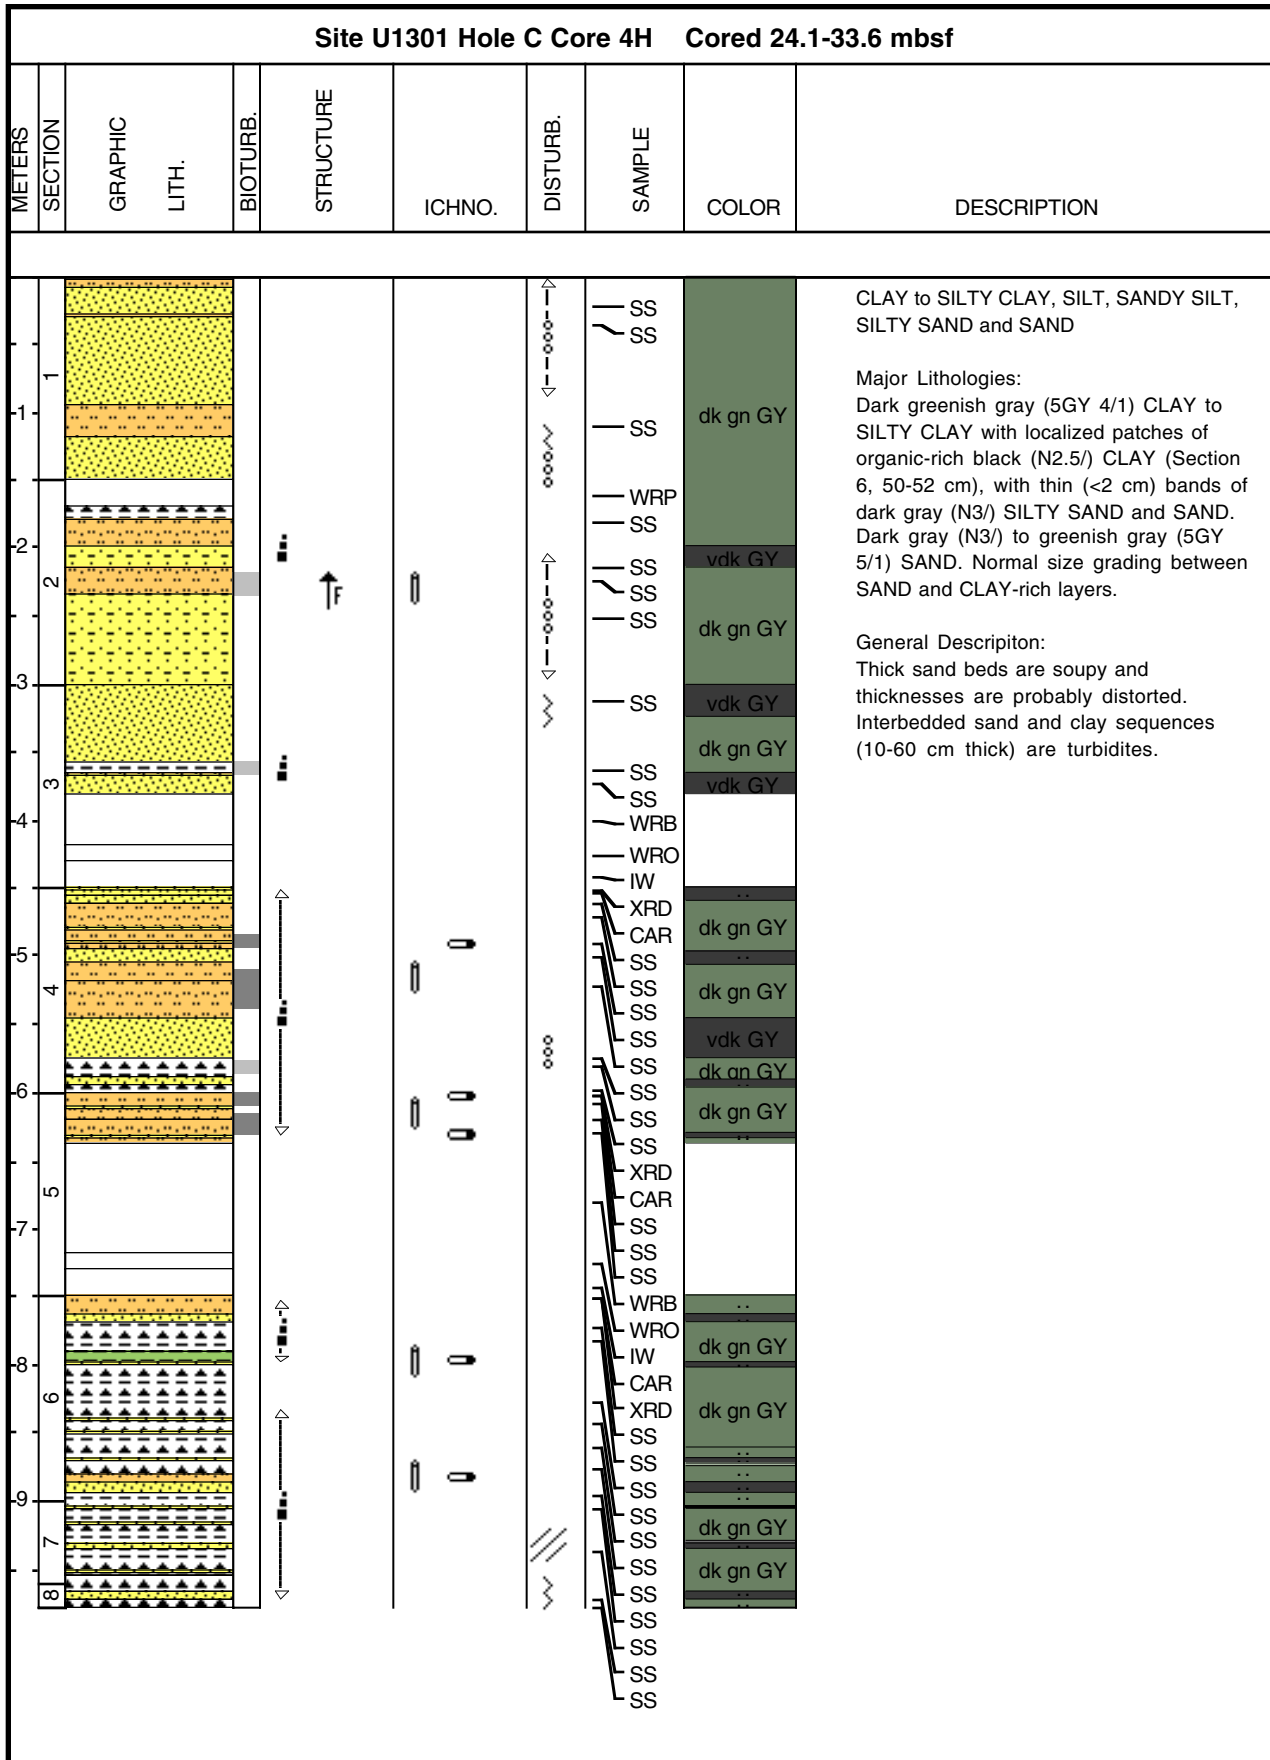 Site U1301 Hole C Core 4H Cored 24.1-33.6 mbsf
METERS
SECTION
GRAPHIC
LITH.
BIOTURB.
STRUCTURE
ICHNO.
DISTURB.
SAMPLE
COLOR
DESCRIPTION
1
2
3
4
5
6
7
8
9
1
2
3
4
5
6
7
8
F
SS
SS
SS
WRP
SS
SS
SS
SS
SS
SS
SS
WRB
WRO
IW
XRD
CAR
SS
SS
SS
SS
SS
SS
SS
SS
XRD
CAR
SS
SS
SS
WRB
WRO
IW
CAR
XRD
SS
SS
SS
SS
SS
SS
SS
SS
SS
SS
SS
dk gn GY
vdk GY
dk gn GY
vdk GY
dk gn GY
vdk GY
dk gn GY
dk gn GY
vdk GY
dk gn GY
dk gn GY
dk gn GY
dk gn GY
dk gn GY
dk gn GY
CLAY to SILTY CLAY, SILT, SANDY SILT,
SILTY SAND and SAND
Major Lithologies:
Dark greenish gray (5GY 4/1) CLAY to
SILTY CLAY with localized patches of
organic-rich black (N2.5/) CLAY (Section
6, 50-52 cm), with thin (<2 cm) bands of
dark gray (N3/) SILTY SAND and SAND.
Dark gray (N3/) to greenish gray (5GY
5/1) SAND. Normal size grading between
SAND and CLAY-rich layers.
General Descripiton:
Thick sand beds are soupy and
thicknesses are probably distorted.
Interbedded sand and clay sequences
(10-60 cm thick) are turbidites.